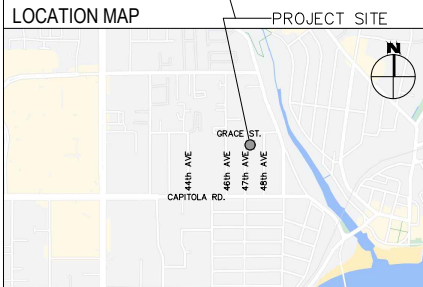 LOCATION MAP
PROJECT SITE
N
GRACE ST.
44th AVE
46th AVE
47th AVE
48th AVE
CAPITOLA RD.